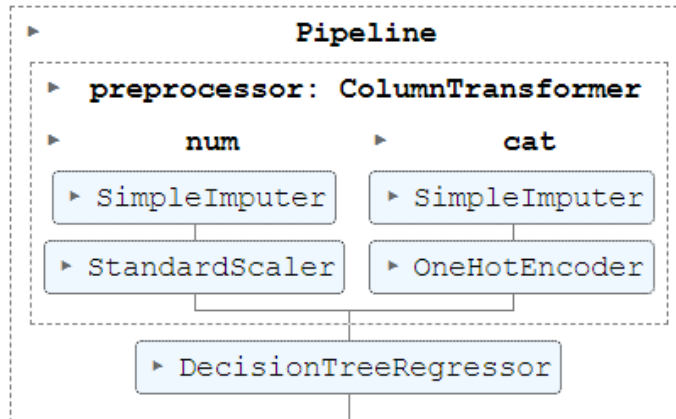 Pipeline
preprocessor: ColumnTransformer
num cat
SimpleImputer SimpleImputer
StandardScaler OneHotEncoder
DecisionTreeRegressor